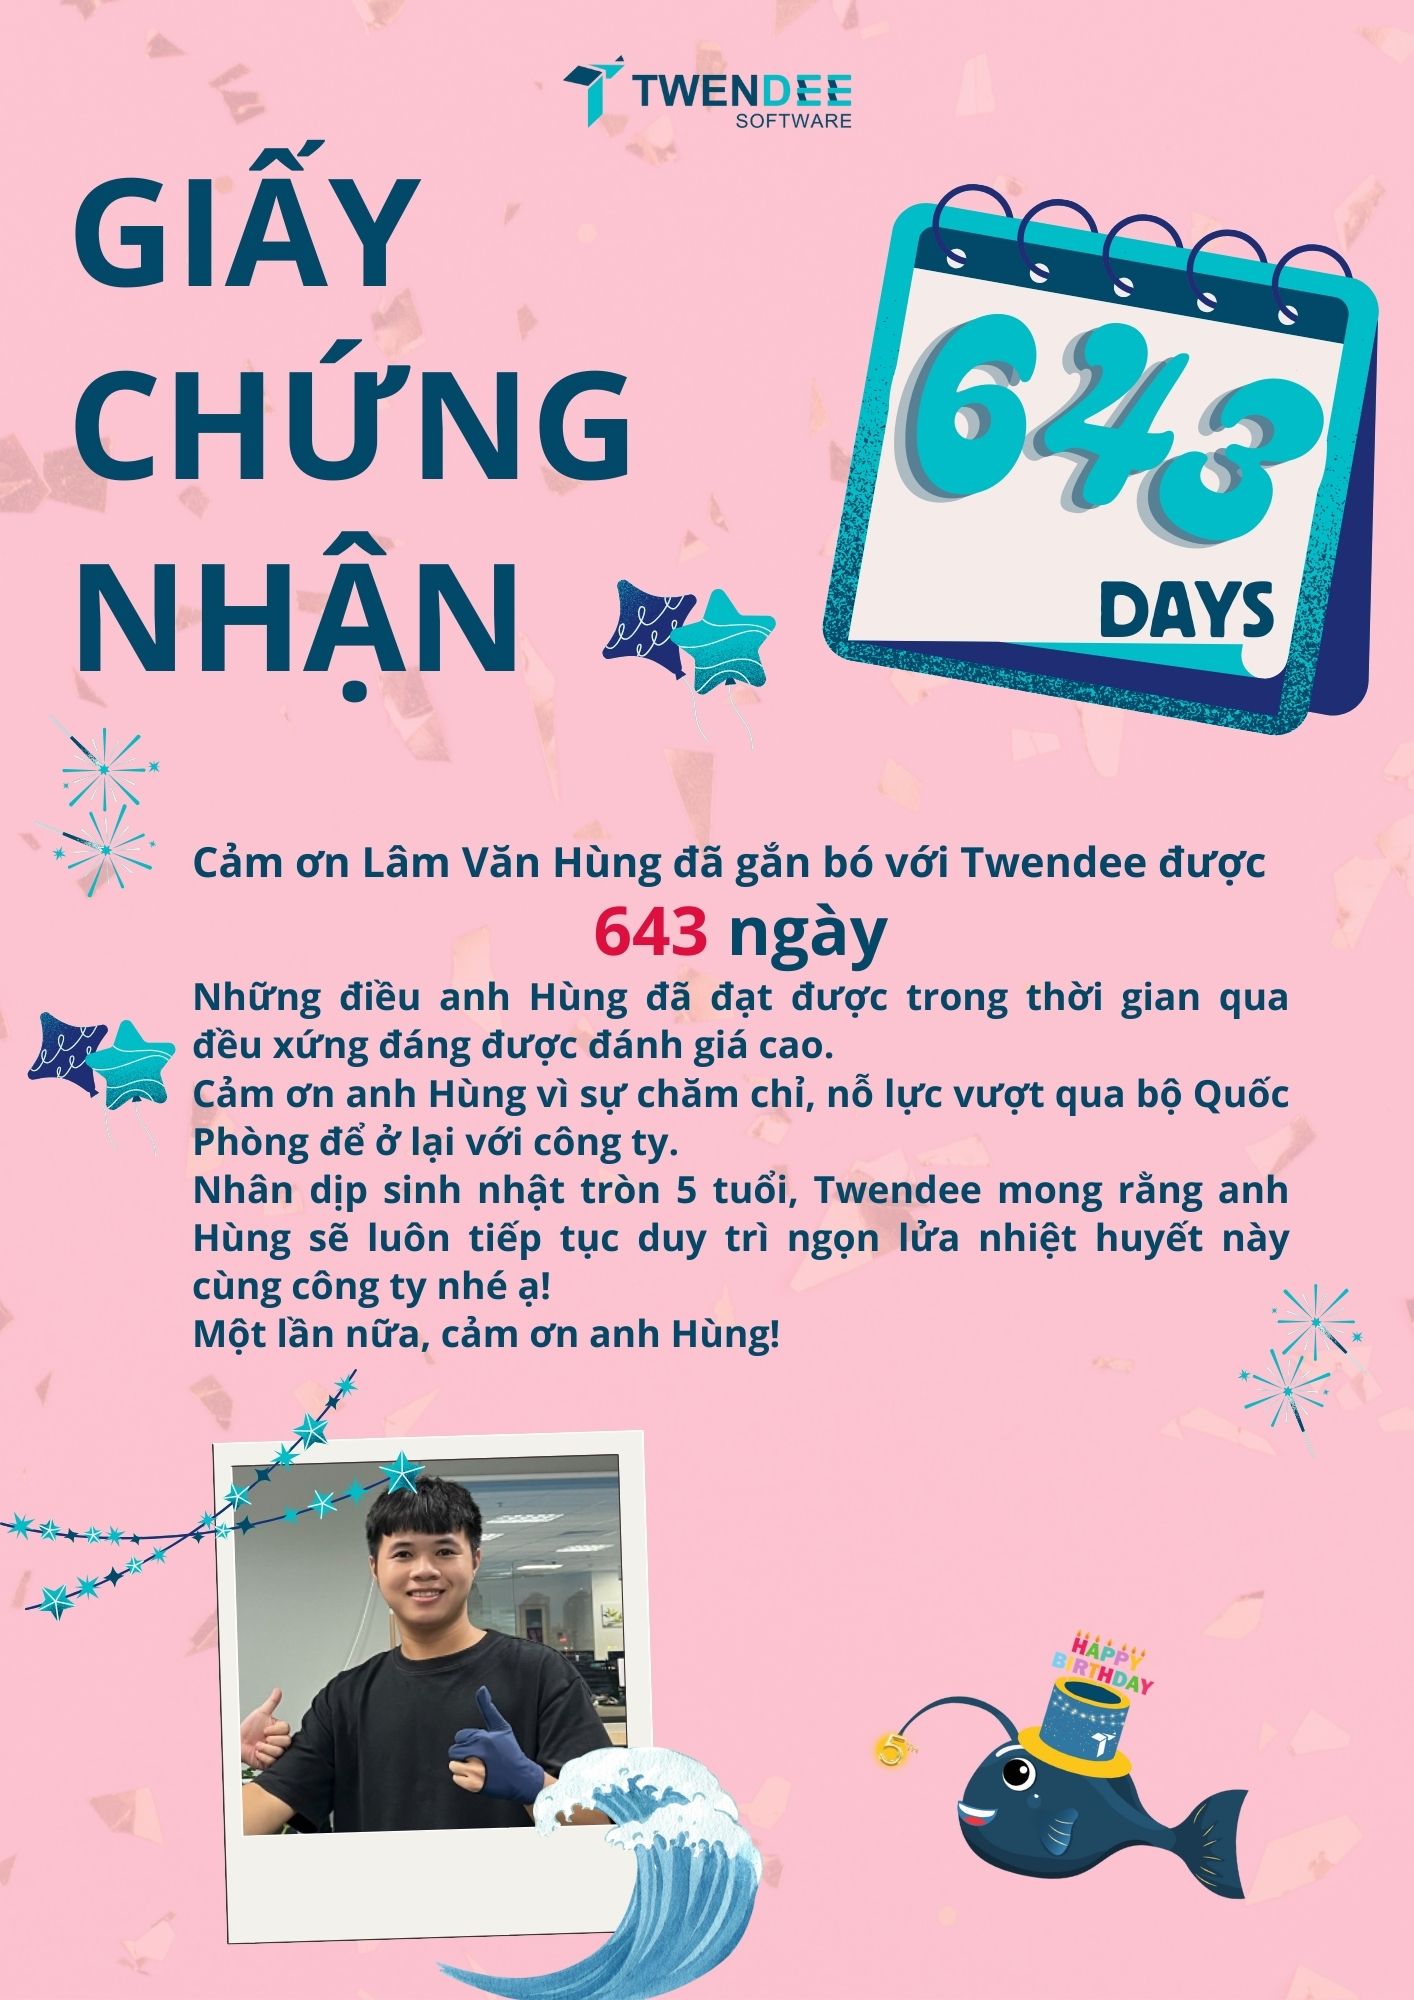 TWENDEE
SOFTWARE
GIẤY
CHỨNG
NHẬN
643
DAYS
Cảm ơn Lâm Văn Hùng đã gắn bó với Twendee được
643 ngày
Những điều anh Hùng đã đạt được trong thời gian qua
đều xứng đáng được đánh giá cao.
Cảm ơn anh Hùng vì sự chăm chỉ, nỗ lực vượt qua bộ Quốc
Phòng để ở lại với công ty.
Nhân dịp sinh nhật tròn 5 tuổi, Twendee mong rằng anh
Hùng sẽ luôn tiếp tục duy trì ngọn lửa nhiệt huyết này
cùng công ty nhé ạ!
Một lần nữa, cảm ơn anh Hùng!
HAPPY
BIRTHDAY
5